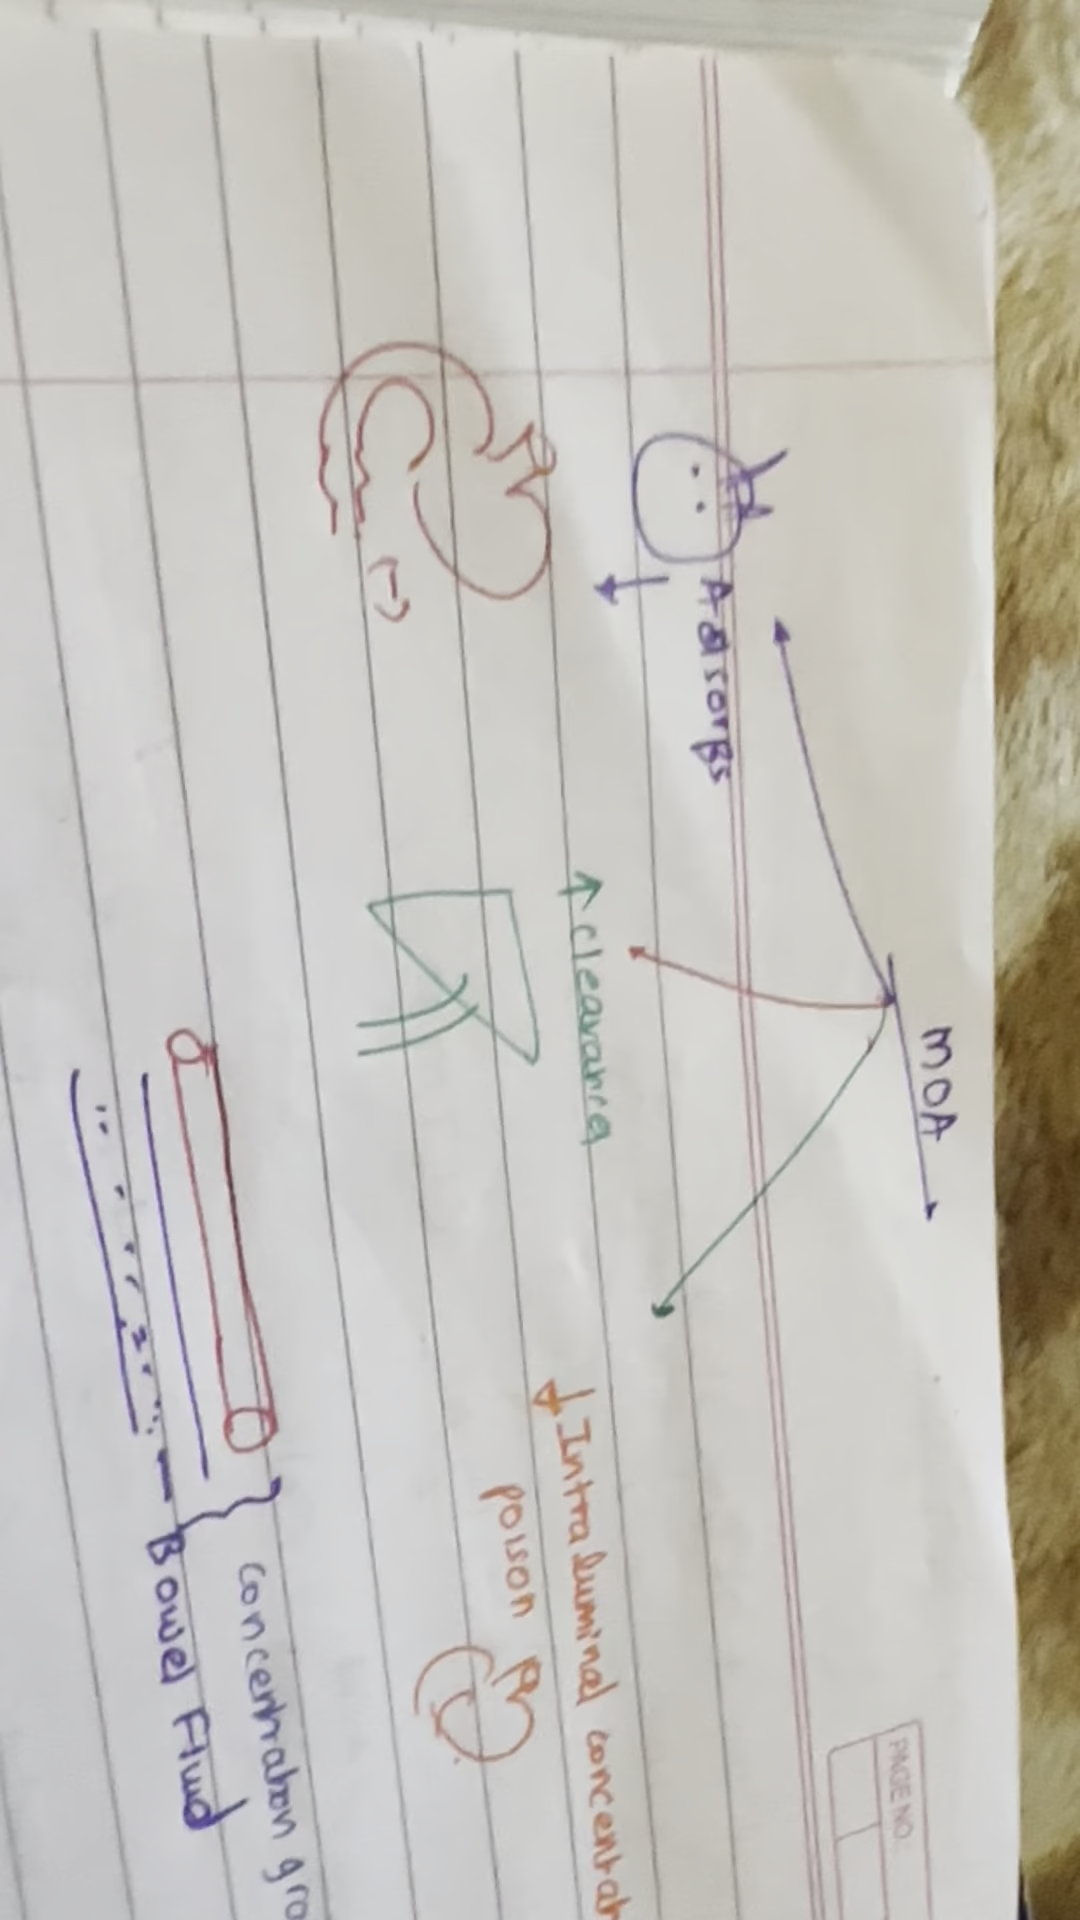 PAGE NO.
MOA
Adsorbs
↑ clearance
↓ Intraluminal concentrat
poison
(-)
concentration gra
Bowel Fluid